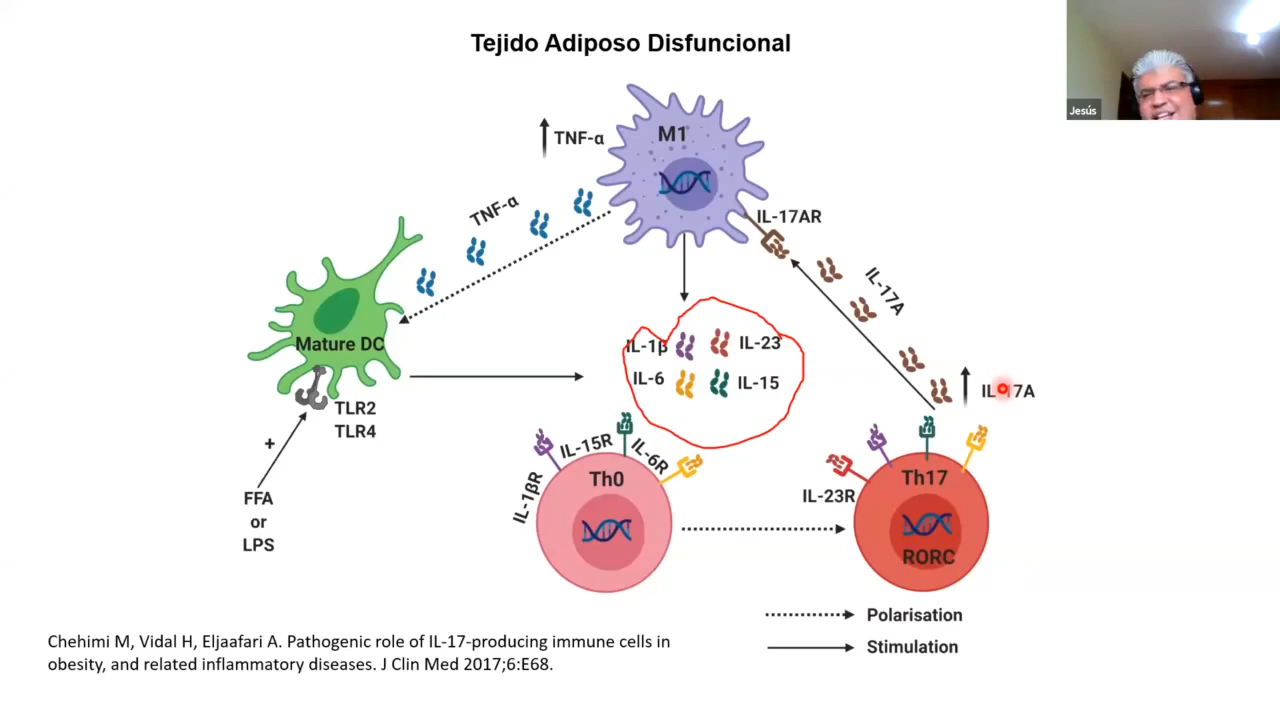 Tejido Adiposo Disfuncional
Jesús
M1
TNF-α
TNF-α
IL-17AR
IL-17A
Mature DC
IL-1β
IL-23
IL-6
IL-15
IL-17A
TLR2
TLR4
+
FFA
or
LPS
IL-1βR
IL-15R
IL-6R
Th0
IL-23R
Th17
RORC
Polarisation
Stimulation
Chehimi M, Vidal H, Eljaafari A. Pathogenic role of IL-17-producing immune cells in
obesity, and related inflammatory diseases. J Clin Med 2017;6:E68.